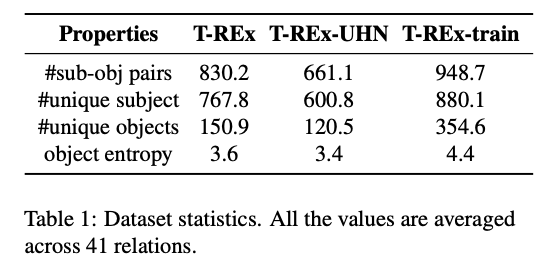 Properties T-REx T-REx-UHN T-REx-train
#sub-obj pairs 830.2 661.1 948.7
#unique subject 767.8 600.8 880.1
#unique objects 150.9 120.5 354.6
object entropy 3.6 3.4 4.4
Table 1: Dataset statistics. All the values are averaged
across 41 relations.